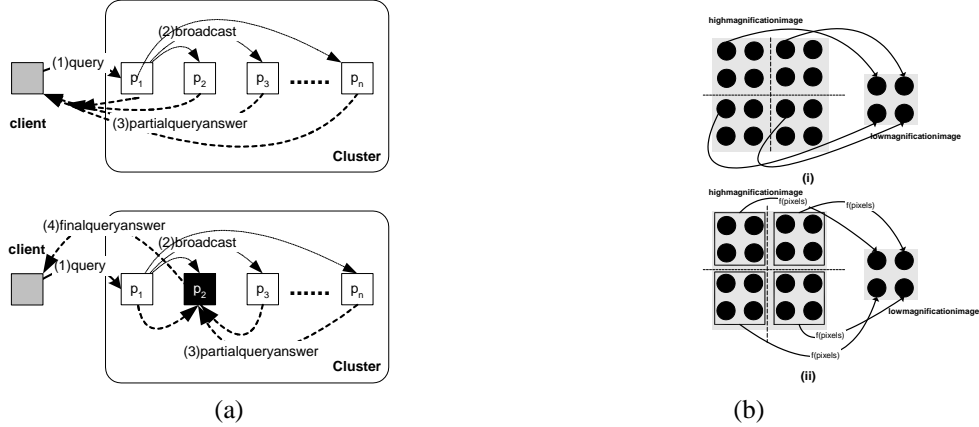 (2)broadcast
(1)query
p1 p2 p3 ...... pn
client
(3)partialqueryanswer
Cluster
(4)finalqueryanswer
client
(2)broadcast
(1)query
p1 p2 p3 ...... pn
(3)partialqueryanswer
Cluster
(a)
highmagnificationimage
lowmagnificationimage
(i)
highmagnificationimage
f(pixels)
f(pixels)
lowmagnificationimage
f(pixels)
f(pixels)
(ii)
(b)